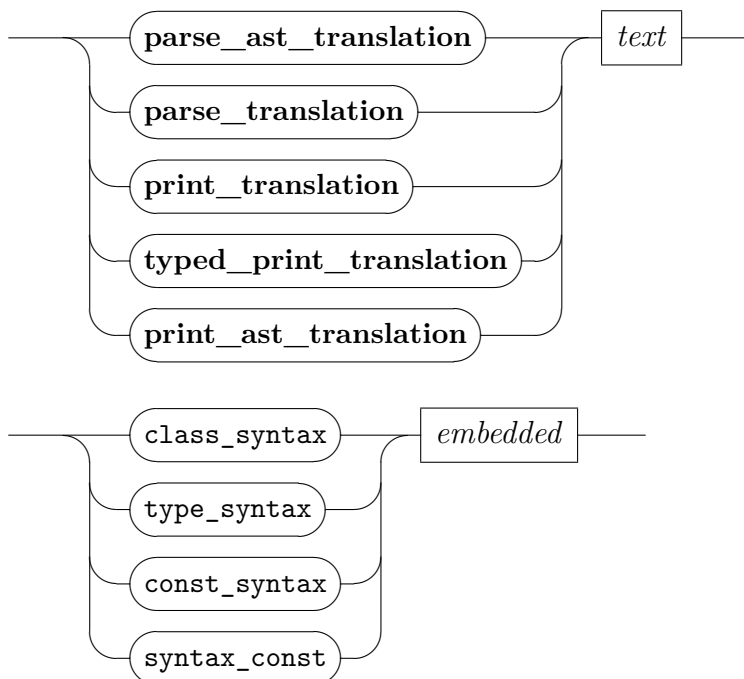 parse_ast_translation text
parse_translation
print_translation
typed_print_translation
print_ast_translation
class_syntax embedded
type_syntax
const_syntax
syntax_const